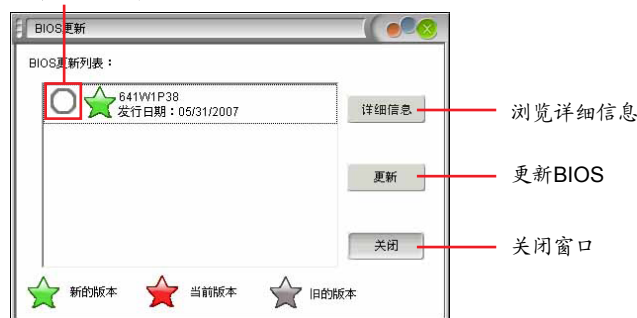 BIOS更新
BIOS更新列表：
641W1P38
发行日期：05/31/2007
详细信息
浏览详细信息
更新
更新BIOS
关闭
关闭窗口
新的版本 当前版本 旧的版本